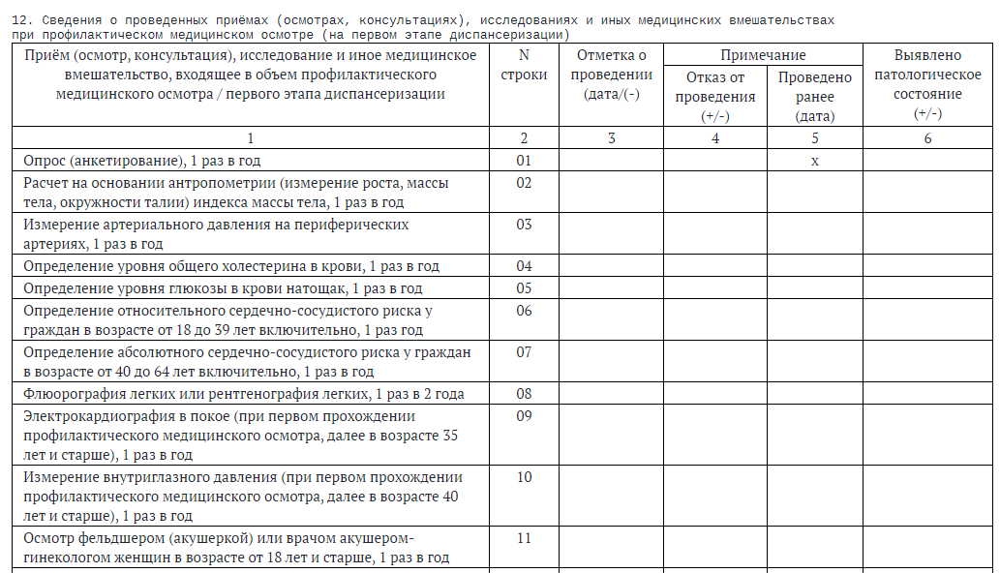 12. Сведения о проведенных приёмах (осмотрах, консультациях), исследованиях и иных медицинских вмешательствах
при профилактическом медицинском осмотре (на первом этапе диспансеризации)
Приём (осмотр, консультация), исследование и иное медицинское
вмешательство, входящее в объем профилактического
медицинского осмотра / первого этапа диспансеризации
N
строки
Отметка о
проведении
(дата/(-)
Примечание
Отказ от
проведения
(+/-)
Проведено
ранее
(дата)
Выявлено
патологическое
состояние
(+/-)
1 2 3 4 5 6
Опрос (анкетирование), 1 раз в год 01 x
Расчет на основании антропометрии (измерение роста, массы 02
тела, окружности талии) индекса массы тела, 1 раз в год
Измерение артериального давления на периферических 03
артериях, 1 раз в год
Определение уровня общего холестерина в крови, 1 раз в год 04
Определение уровня глюкозы в крови натощак, 1 раз в год 05
Определение относительного сердечно-сосудистого риска у 06
граждан в возрасте от 18 до 39 лет включительно, 1 раз в год
Определение абсолютного сердечно-сосудистого риска у граждан 07
в возрасте от 40 до 64 лет включительно, 1 раз в год
Флюорография легких или рентгенография легких, 1 раз в 2 года 08
Электрокардиография в покое (при первом прохождении 09
профилактического медицинского осмотра, далее в возрасте 35
лет и старше), 1 раз в год
Измерение внутриглазного давления (при первом прохождении 10
профилактического медицинского осмотра, далее в возрасте 40
лет и старше), 1 раз в год
Осмотр фельдшером (акушеркой) или врачом акушером- 11
гинекологом женщин в возрасте от 18 лет и старше, 1 раз в год